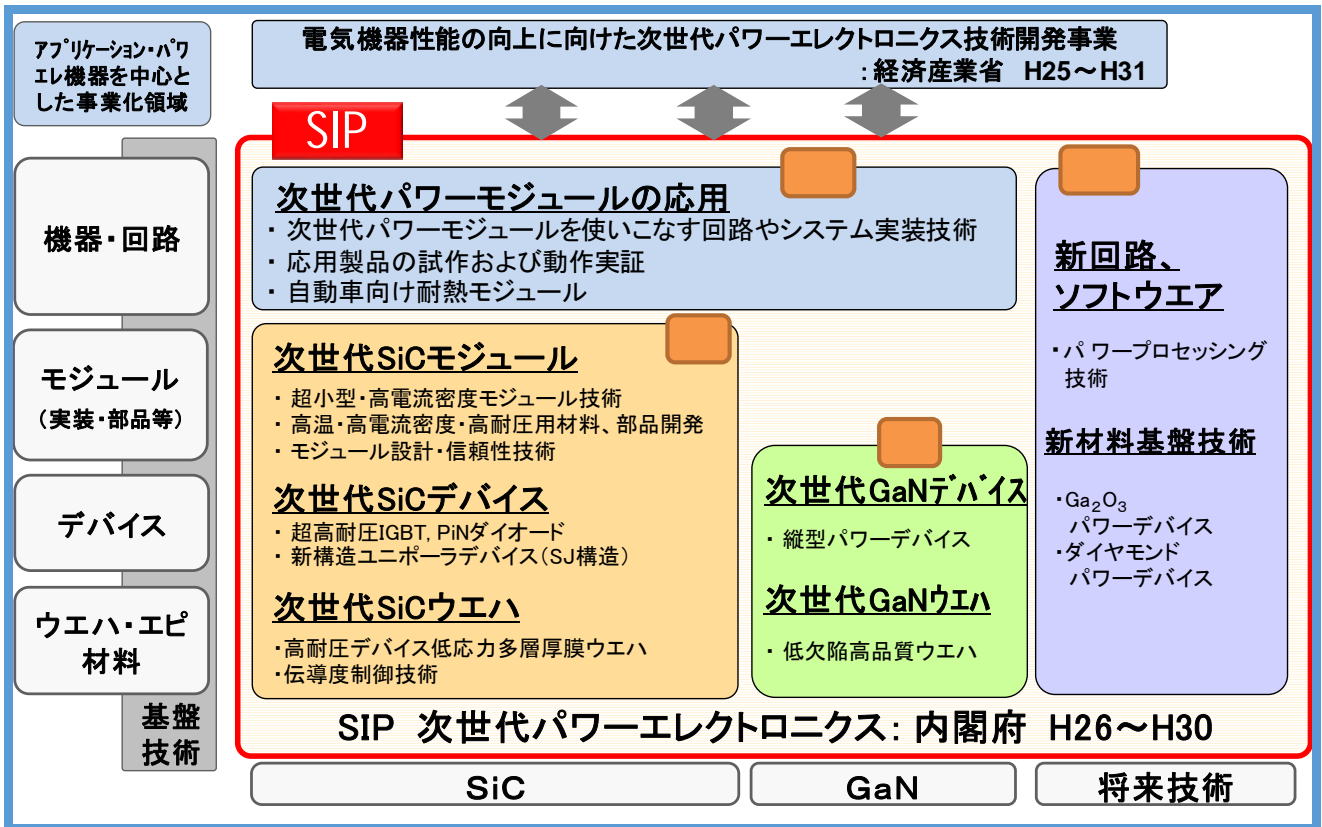 アプリケーション・パワ
エレ機器を中心と
した事業化領域
電気機器性能の向上に向けた次世代パワーエレクトロニクス技術開発事業
：経済産業省 H25～H31
SIP
機器・回路
モジュール
（実装・部品等）
デバイス
ウエハ・エピ
材料
基盤
技術
次世代パワーモジュールの応用
・ 次世代パワーモジュールを使いこなす回路やシステム実装技術
・ 応用製品の試作および動作実証
・ 自動車向け耐熱モジュール
次世代SiCモジュール
・ 超小型・高電流密度モジュール技術
・ 高温・高電流密度・高耐圧用材料、部品開発
・ モジュール設計・信頼性技術
次世代SiCデバイス
・ 超高耐圧IGBT, PiNダイオード
・ 新構造ユニポーラデバイス（SJ構造）
次世代SiCウエハ
・高耐圧デバイス低応力多層厚膜ウエハ
・伝導度制御技術
次世代GaNﾃﾞﾊﾞｲｽ
・ 縦型パワーデバイス
次世代GaNｳｴﾊ
・ 低欠陥高品質ウエハ
新回路、
ソフトウエア
・パ ワープロセッシング
技術
新材料基盤技術
・Ga₂O₃
パワーデバイス
・ダイヤモンド
パワーデバイス
SIP 次世代パワーエレクトロニクス： 内閣府 H26～H30
SiC
GaN
将来技術